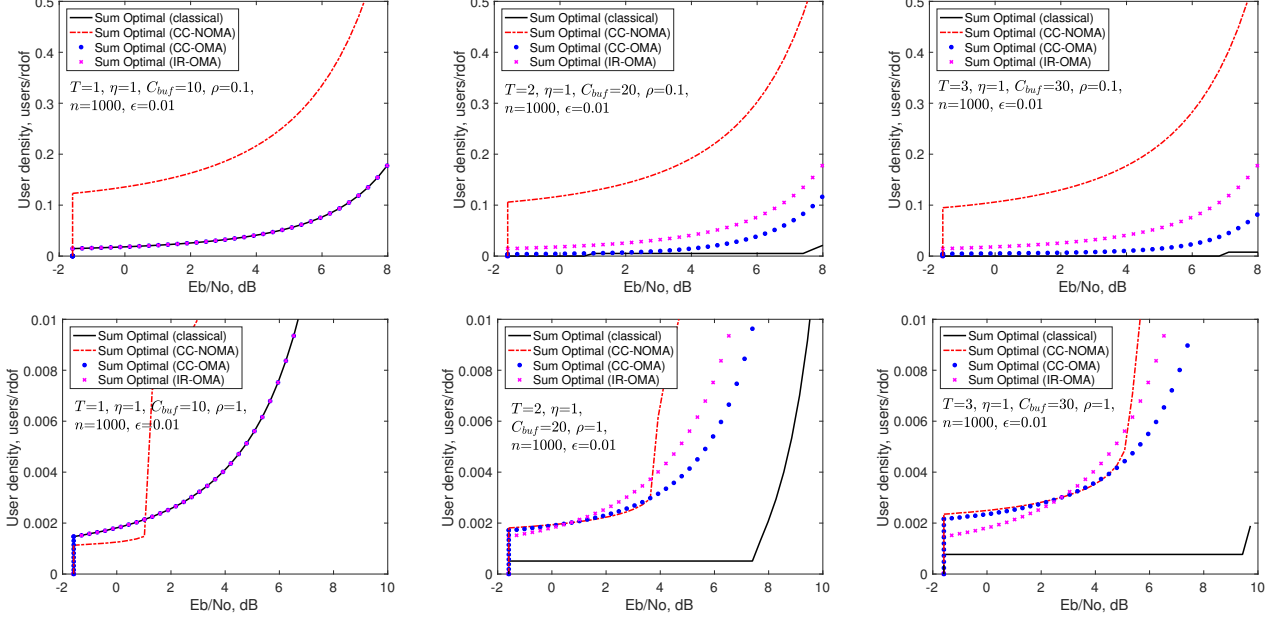 0.5
0.4
0.3
0.2
0.1
0
User density, users/rdof
Sum Optimal (classical)
Sum Optimal (CC-NOMA)
Sum Optimal (CC-OMA)
Sum Optimal (IR-OMA)
T=1, η=1, C_buf=10, ρ=0.1,
n=1000, ϵ=0.01
-2 0 2 4 6 8
Eb/No, dB
0.5
0.4
0.3
0.2
0.1
0
User density, users/rdof
Sum Optimal (classical)
Sum Optimal (CC-NOMA)
Sum Optimal (CC-OMA)
Sum Optimal (IR-OMA)
T=2, η=1, C_buf=20, ρ=0.1,
n=1000, ϵ=0.01
-2 0 2 4 6 8
Eb/No, dB
0.5
0.4
0.3
0.2
0.1
0
User density, users/rdof
Sum Optimal (classical)
Sum Optimal (CC-NOMA)
Sum Optimal (CC-OMA)
Sum Optimal (IR-OMA)
T=3, η=1, C_buf=30, ρ=0.1,
n=1000, ϵ=0.01
-2 0 2 4 6 8
Eb/No, dB
0.01
0.008
0.006
0.004
0.002
0
User density, users/rdof
Sum Optimal (classical)
Sum Optimal (CC-NOMA)
Sum Optimal (CC-OMA)
Sum Optimal (IR-OMA)
T=1, η=1, C_buf=10, ρ=1,
n=1000, ϵ=0.01
-2 0 2 4 6 8 10
Eb/No, dB
0.01
0.008
0.006
0.004
0.002
0
User density, users/rdof
Sum Optimal (classical)
Sum Optimal (CC-NOMA)
Sum Optimal (CC-OMA)
Sum Optimal (IR-OMA)
T=2, η=1,
C_buf=20, ρ=1,
n=1000, ϵ=0.01
-2 0 2 4 6 8 10
Eb/No, dB
0.01
0.008
0.006
0.004
0.002
0
User density, users/rdof
Sum Optimal (classical)
Sum Optimal (CC-NOMA)
Sum Optimal (CC-OMA)
Sum Optimal (IR-OMA)
T=3, η=1, C_buf=30, ρ=1,
n=1000, ϵ=0.01
-2 0 2 4 6 8 10
Eb/No, dB